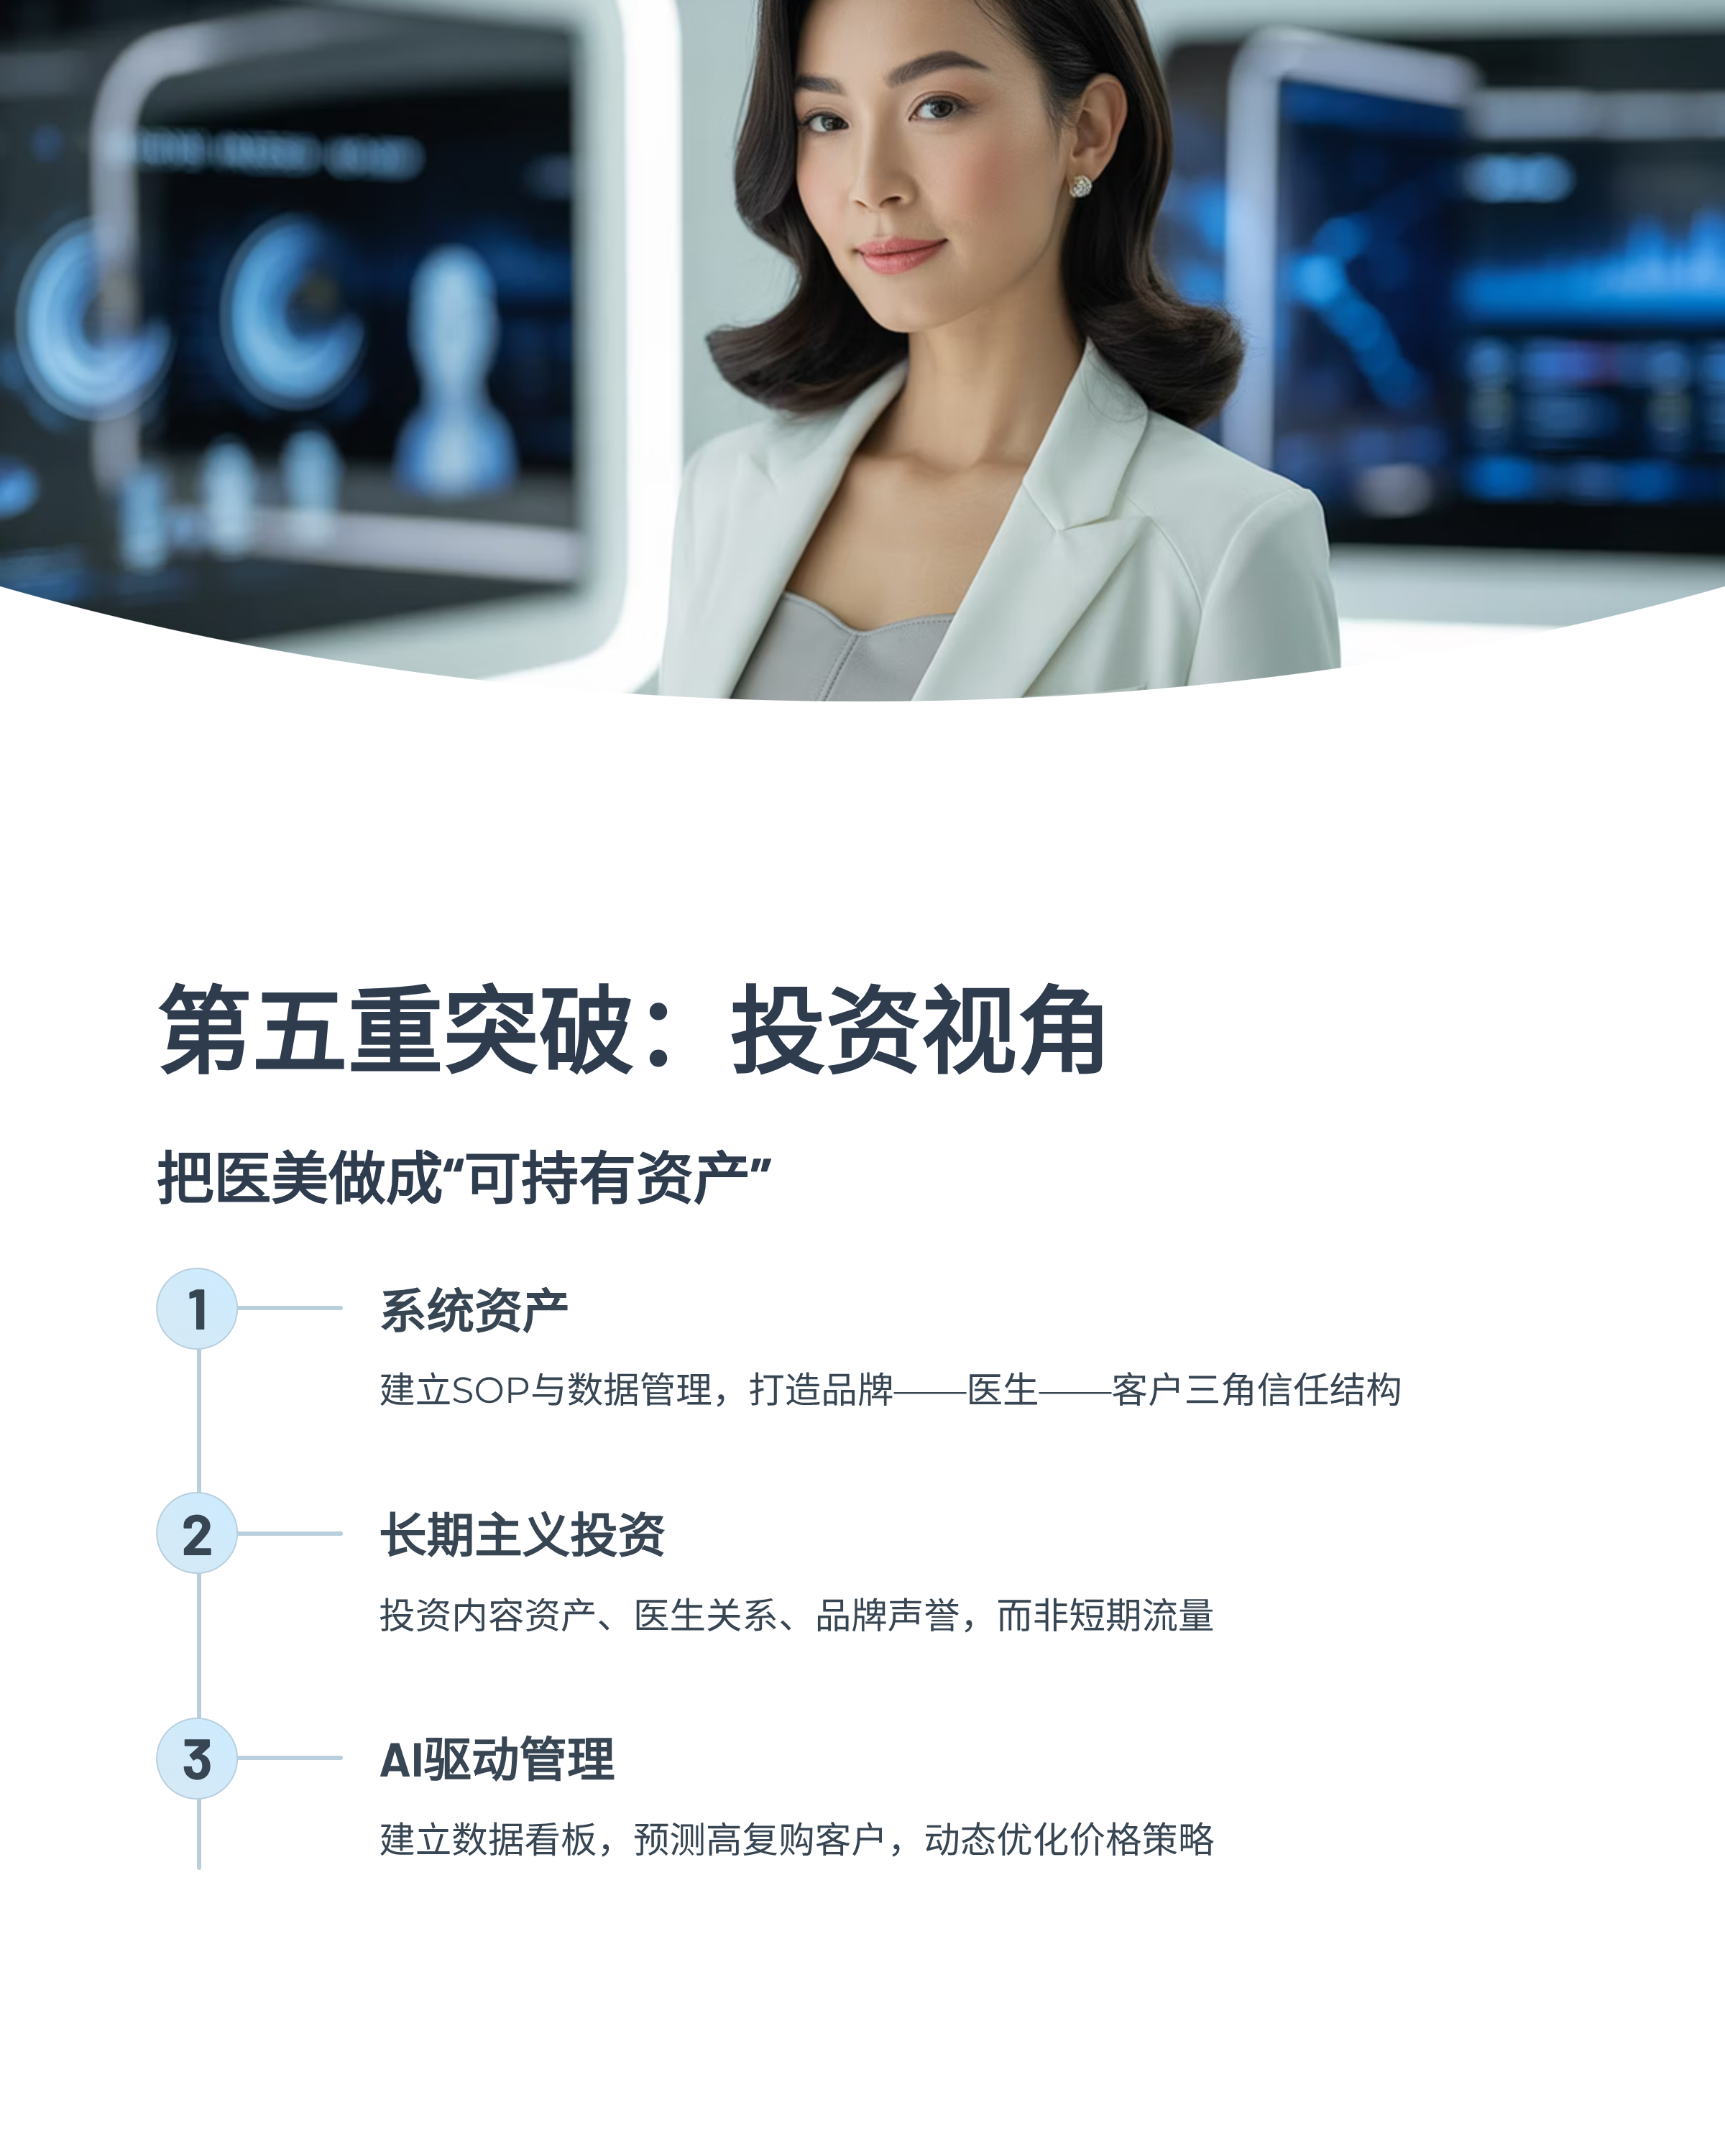 第五重突破：投资视角
把医美做成“可持有资产”
1
系统资产
建立SOP与数据管理，打造品牌——医生——客户三角信任结构
2
长期主义投资
投资内容资产、医生关系、品牌声誉，而非短期流量
3
AI驱动管理
建立数据看板，预测高复购客户，动态优化价格策略